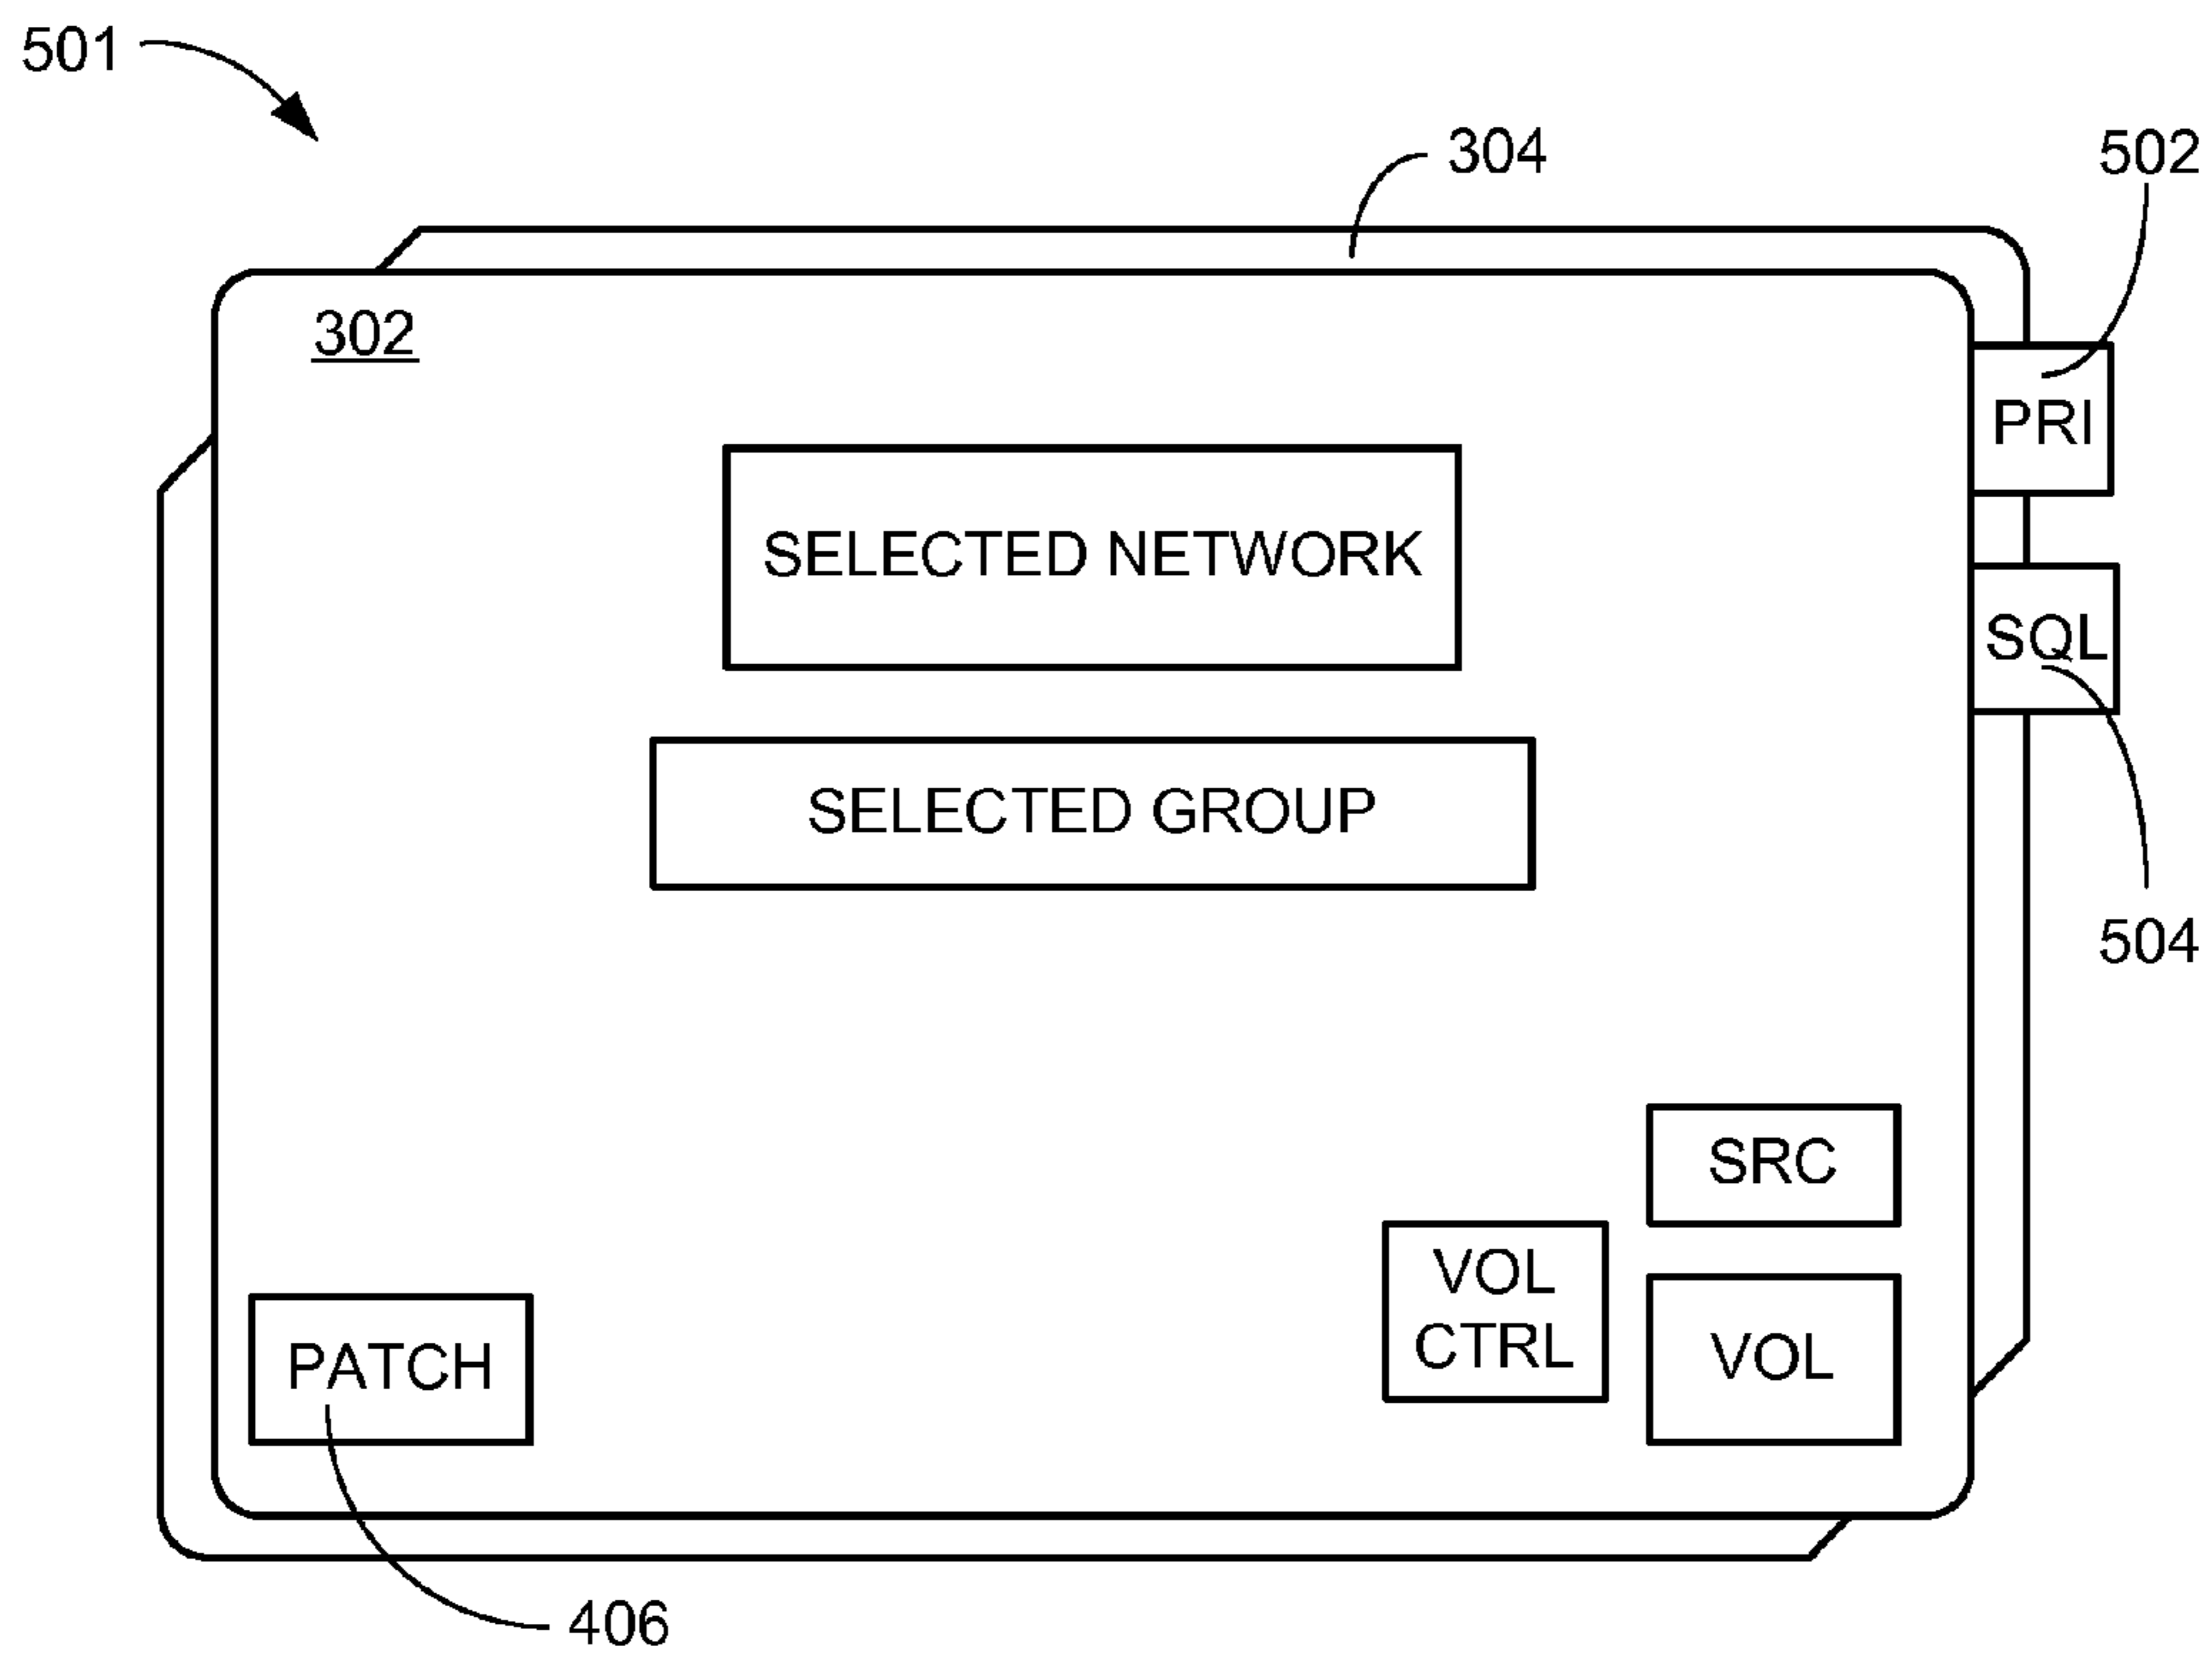 501
304
502
302
PRI
SELECTED NETWORK
SQL
SELECTED GROUP
504
SRC
VOL
CTRL
VOL
PATCH
406